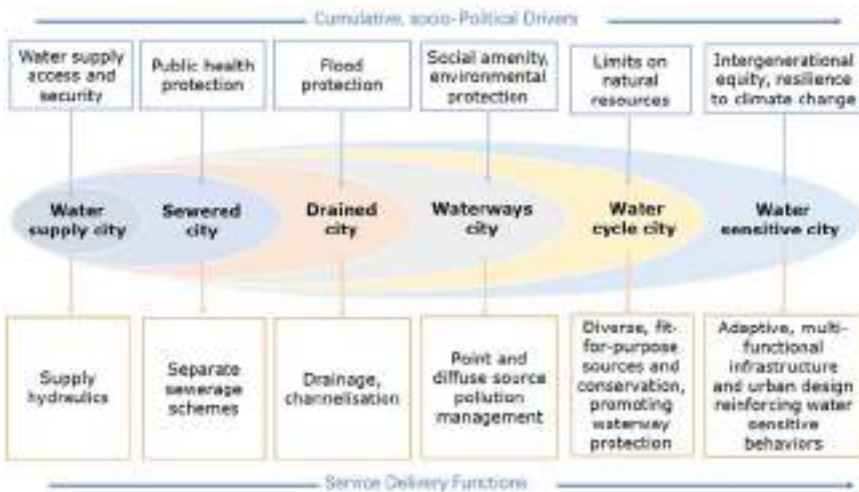 Cumulative, socio-Political Drivers
Water supply
access and
security
Public health
protection
Flood
protection
Social amenity,
environmental
protection
Limits on
natural
resources
Intergenerational
equity, resilience
to climate change
Water
supply city
Sewered
city
Drained
city
Waterways
city
Water
cycle city
Water
sensitive city
Supply
hydraulics
Separate
sewerage
schemes
Drainage,
channelisation
Point and
diffuse source
pollution
management
Diverse, fit-
for-purpose
sources and
conservation,
promoting
waterway
protection
Adaptive, multi-
functional
infrastructure
and urban design
reinforcing water
sensitive
behaviors
Service Delivery Functions